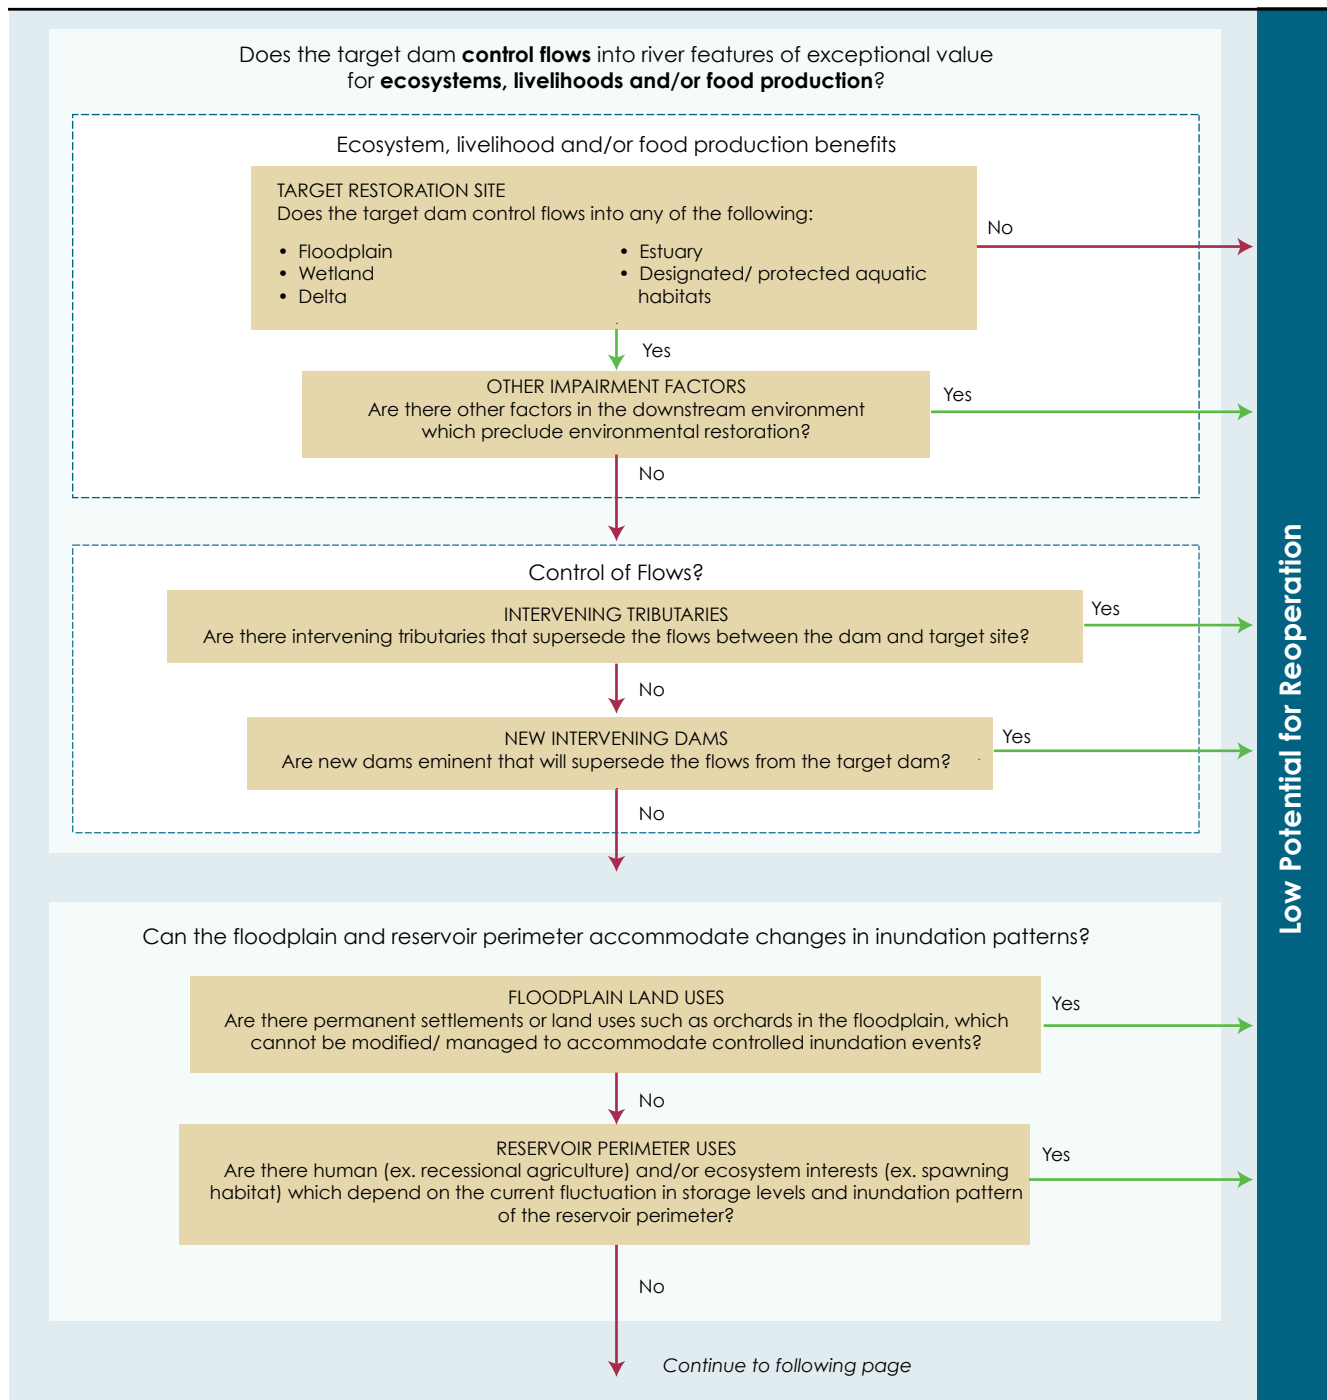 Does the target dam control flows into river features of exceptional value
for ecosystems, livelihoods and/or food production?
Ecosystem, livelihood and/or food production benefits
TARGET RESTORATION SITE
Does the target dam control flows into any of the following:
• Floodplain
• Wetland
• Delta
• Estuary
• Designated/ protected aquatic
habitats
No
Yes
OTHER IMPAIRMENT FACTORS
Are there other factors in the downstream environment
which preclude environmental restoration?
Yes
No
Control of Flows?
INTERVENING TRIBUTARIES
Are there intervening tributaries that supersede the flows between the dam and target site?
Yes
No
NEW INTERVENING DAMS
Are new dams eminent that will supersede the flows from the target dam?
Yes
No
Can the floodplain and reservoir perimeter accommodate changes in inundation patterns?
FLOODPLAIN LAND USES
Are there permanent settlements or land uses such as orchards in the floodplain, which
cannot be modified/ managed to accommodate controlled inundation events?
Yes
No
RESERVOIR PERIMETER USES
Are there human (ex. recessional agriculture) and/or ecosystem interests (ex. spawning
habitat) which depend on the current fluctuation in storage levels and inundation pattern
of the reservoir perimeter?
Yes
No
Continue to following page
Low Potential for Reoperation